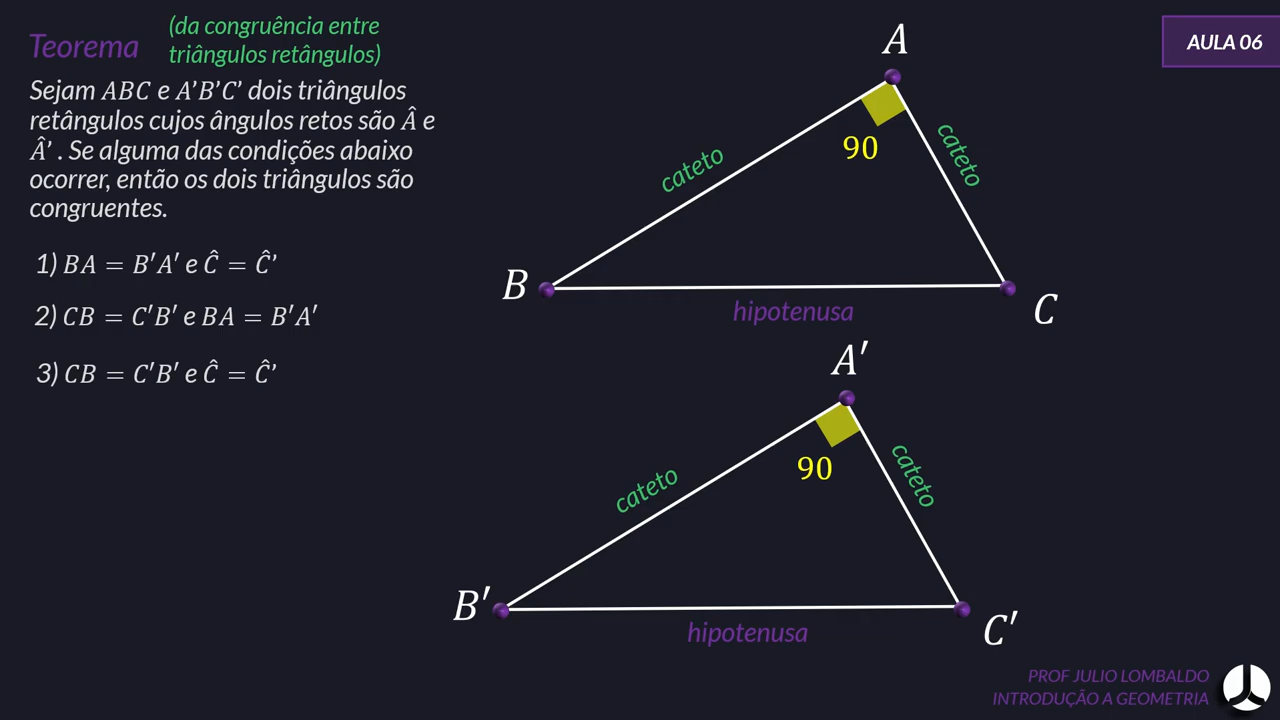 Teorema
(da congruência entre
triângulos retângulos)
Sejam ABC e A’B’C’ dois triângulos
retângulos cujos ângulos retos são Â e
Â’ . Se alguma das condições abaixo
ocorrer, então os dois triângulos são
congruentes.
1) BA = B′A′ e Ĉ = Ĉ’
2) CB = C′B′ e BA = B′A′
3) CB = C′B′ e Ĉ = Ĉ’
AULA 06
A
90
cateto
cateto
B
C
hipotenusa
A′
90
cateto
cateto
B′
C′
hipotenusa
PROF JULIO LOMBALDO
INTRODUÇÃO A GEOMETRIA